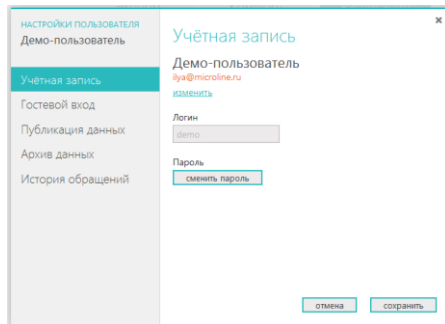 НАСТРОЙКИ ПОЛЬЗОВАТЕЛЯ
Демо-пользователь
Учётная запись
Гостевой вход
Публикация данных
Архив данных
История обращений
Учётная запись
Демо-пользователь
ilya@microline.ru
изменить
Логин
demo
Пароль
сменить пароль
отмена
сохранить